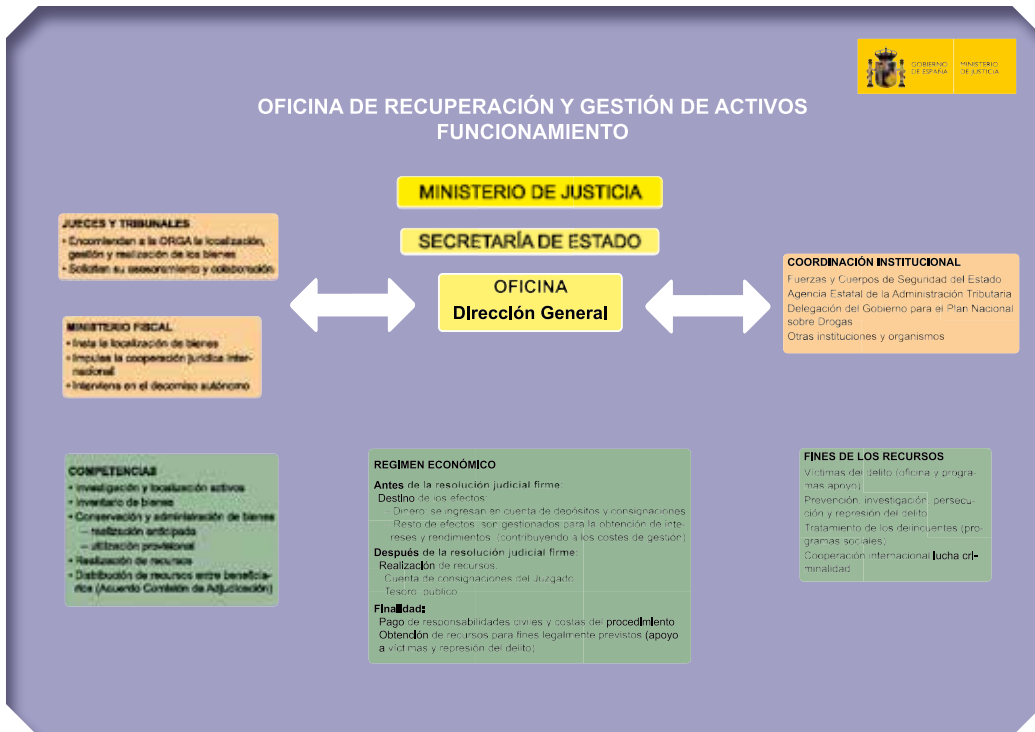 GOBIERNO
DE ESPAÑA
MINISTERIO
DE JUSTICIA
OFICINA DE RECUPERACIÓN Y GESTIÓN DE ACTIVOS
FUNCIONAMIENTO
MINISTERIO DE JUSTICIA
SECRETARÍA DE ESTADO
OFICINA
Dirección General
JUECES Y TRIBUNALES
• Encomiendan a la ORGA la localización,
gestión y realización de los bienes
• Solicitan su asesoramiento y colaboración
MINISTERIO FISCAL
• Insta la localización de bienes
• Impulsa la cooperación jurídica inter-
nacional
• Interviene en el decomiso autónomo
COORDINACIÓN INSTITUCIONAL
Fuerzas y Cuerpos de Seguridad del Estado
Agencia Estatal de la Administración Tributaria
Delegación del Gobierno para el Plan Nacional
sobre Drogas
Otras instituciones y organismos
COMPETENCIAS
• Investigación y localización activos
• Inventario de bienes
• Conservación y administración de bienes
– realización anticipada
– utilización provisional
• Realización de recursos
• Distribución de recursos entre beneficia-
rios (Acuerdo Comisión de Adjudicación)
REGIMEN ECONÓMICO
Antes de la resolución judicial firme:
Destino de los efectos:
– Dinero: se ingresan en cuenta de depósitos y consignaciones
Resto de efectos: son gestionados para la obtención de inte-
reses y rendimientos (contribuyendo a los costes de gestión)
Después de la resolución judicial firme:
Realización de recursos:
Cuenta de consignaciones del Juzgado
Tesoro público
Finalidad:
Pago de responsabilidades civiles y costas del procedimiento
Obtención de recursos para fines legalmente previstos (apoyo
a víctimas y represión del delito)
FINES DE LOS RECURSOS
Víctimas del delito (oficina y progra-
mas apoyo)
Prevención, investigación, persecu-
ción y represión del delito
Tratamiento de los delincuentes (pro-
gramas sociales)
Cooperación internacional lucha cri-
minalidad